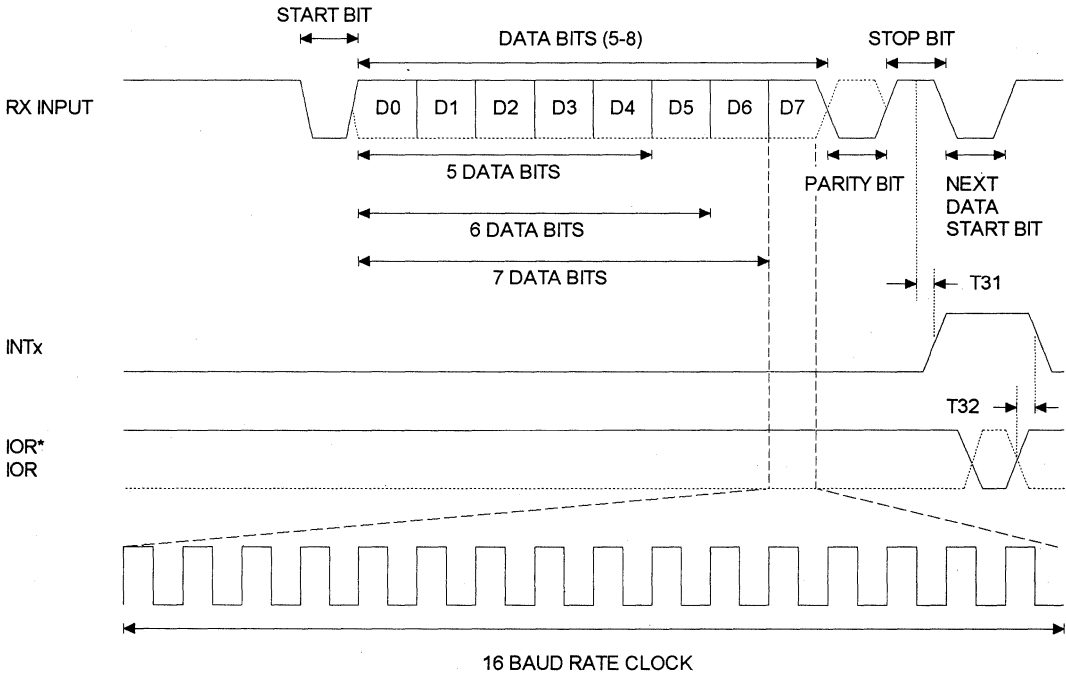 START BIT
DATA BITS (5-8)
STOP BIT
RX INPUT
D0 D1 D2 D3 D4 D5 D6 D7
5 DATA BITS
PARITY BIT
NEXT
DATA
START BIT
6 DATA BITS
7 DATA BITS
T31
INTx
T32
IOR*
IOR
16 BAUD RATE CLOCK